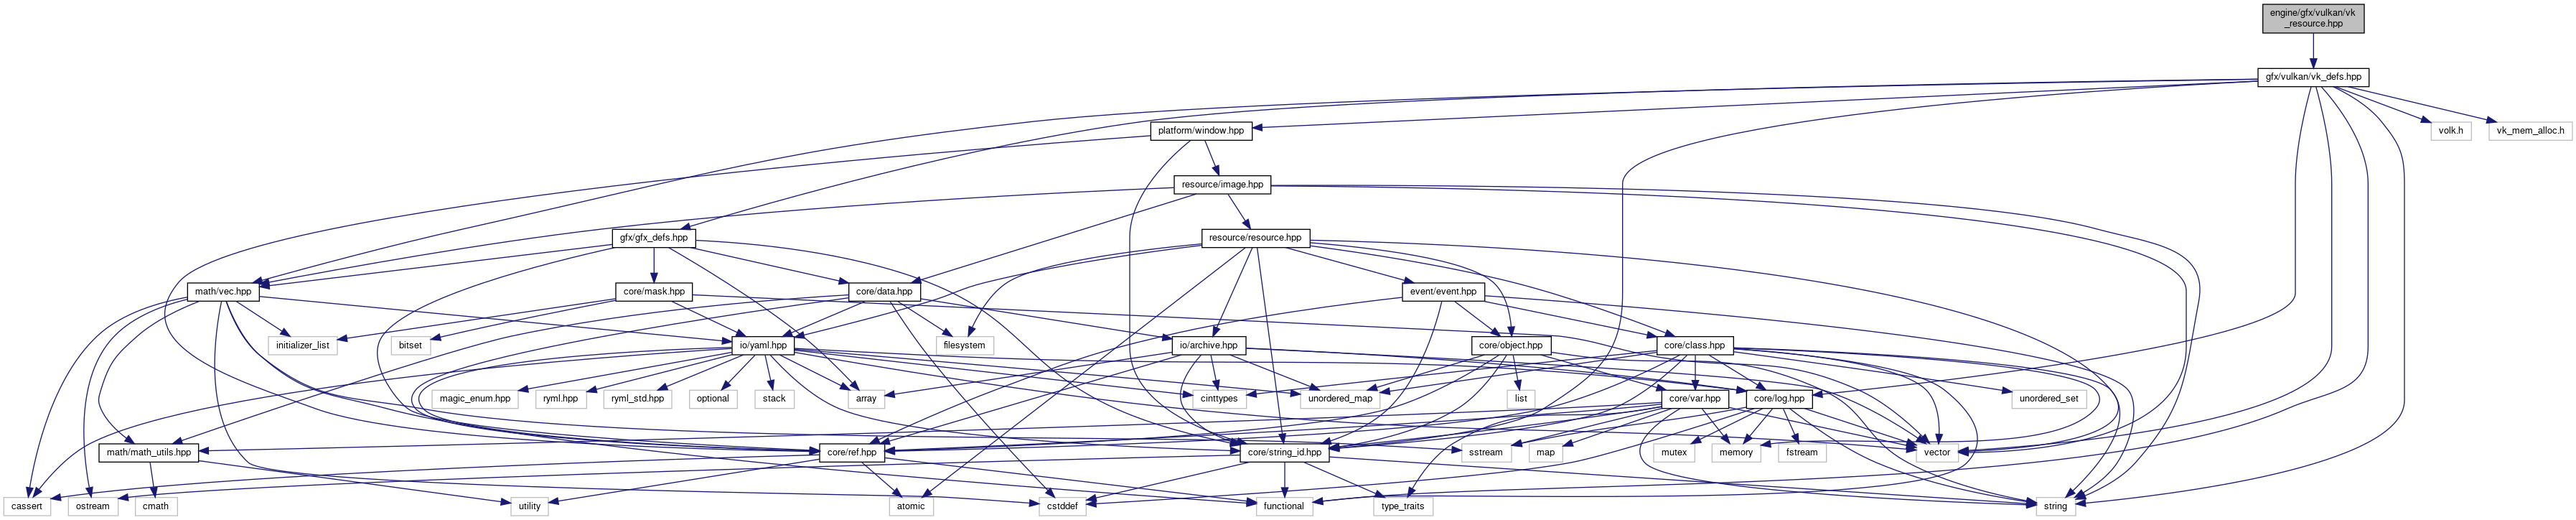 engine/gfx/vulkan/vk
_resource.hpp
gfx/vulkan/vk_defs.hpp
platform/window.hpp
volk.h
vk_mem_alloc.h
resource/image.hpp
gfx/gfx_defs.hpp
resource/resource.hpp
math/vec.hpp
core/mask.hpp
core/data.hpp
event/event.hpp
initializer_list
bitset
io/yaml.hpp
filesystem
io/archive.hpp
core/object.hpp
core/class.hpp
magic_enum.hpp
ryml.hpp
ryml_std.hpp
optional
stack
array
cinttypes
unordered_map
list
core/var.hpp
core/log.hpp
unordered_set
math/math_utils.hpp
core/ref.hpp
core/string_id.hpp
sstream
map
mutex
memory
fstream
vector
cassert
ostream
cmath
utility
atomic
cstddef
functional
type_traits
string